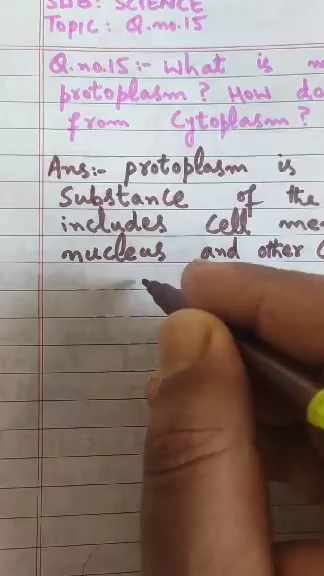 SUB: SCIENCE
Topic: Q.no.15
Q.no.15:- What is
protoplasm? How do
from Cytoplasm?
Ans:- protoplasm is
Substance of the
includes Cell
nucleus and other